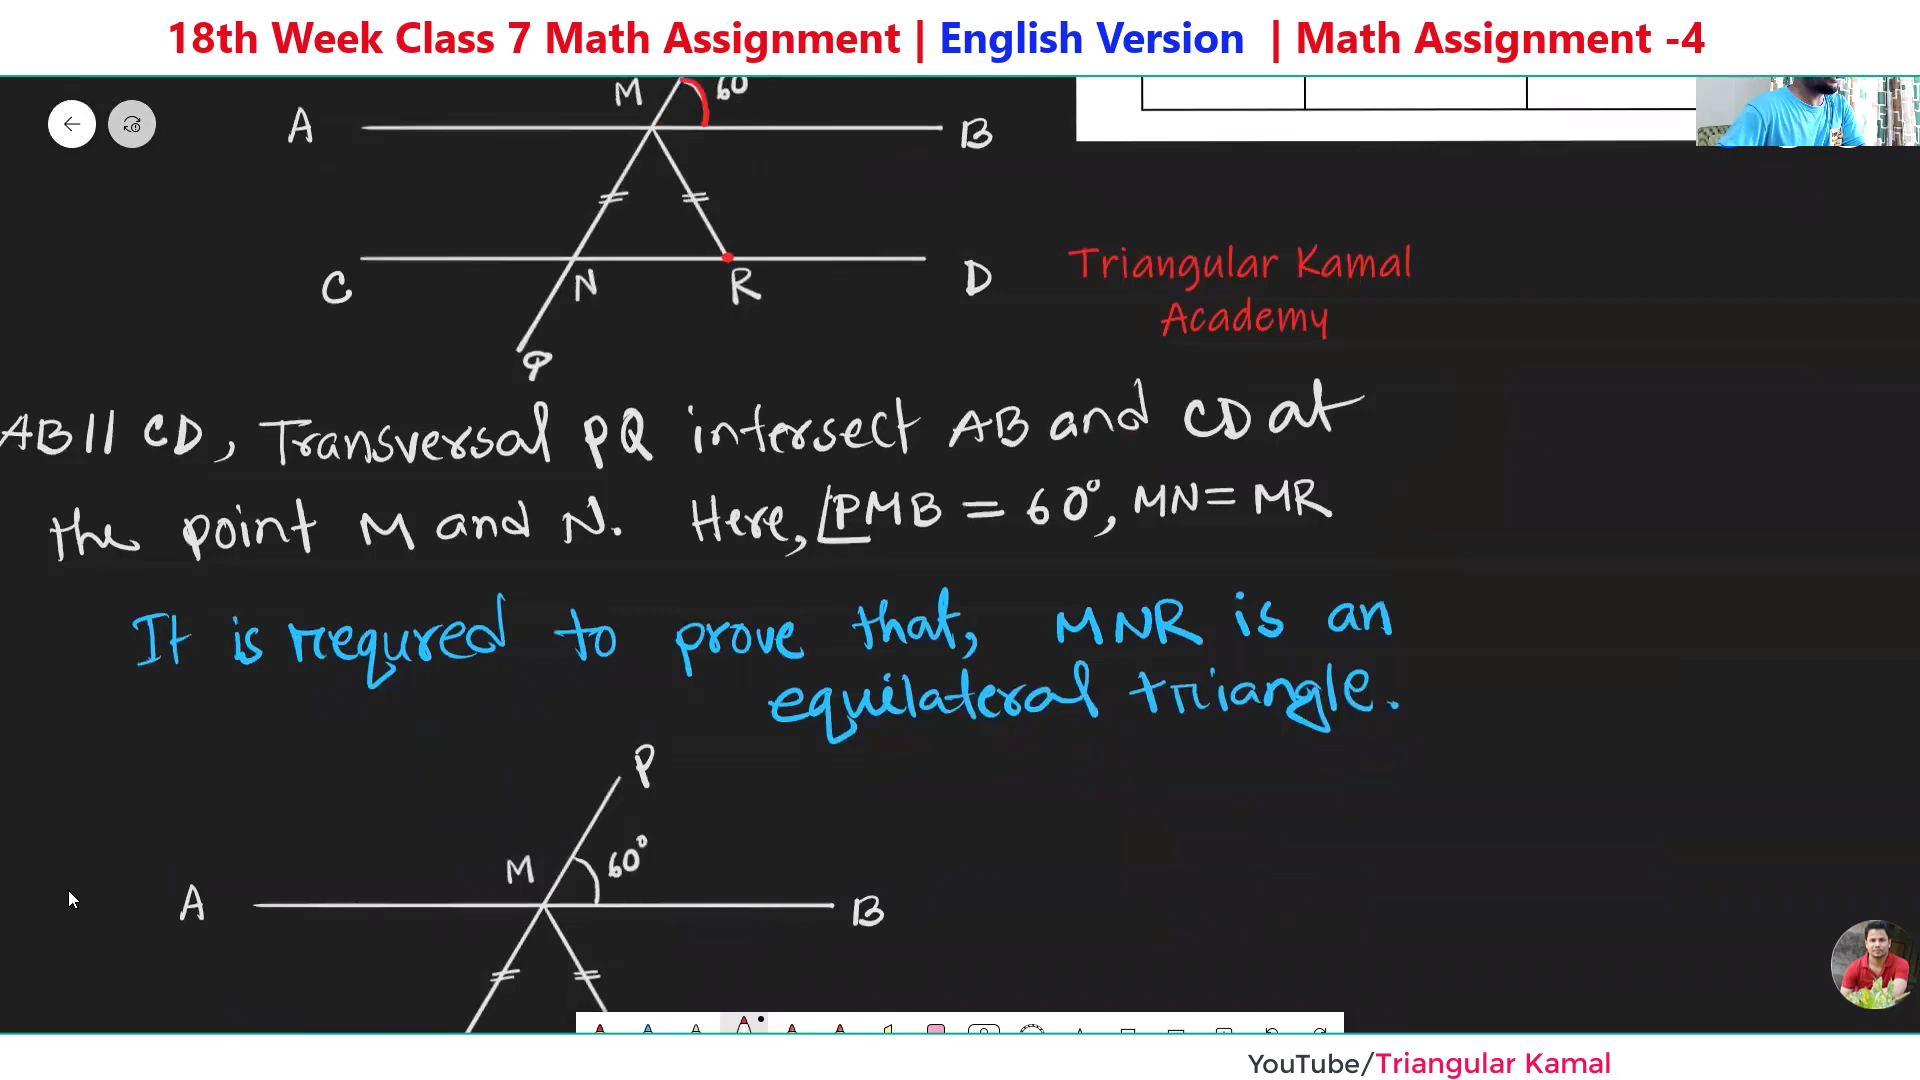 18th Week Class 7 Math Assignment | English Version | Math Assignment -4
M 60
A B
C N R D
Q
Triangular Kamal
Academy
AB || CD, Transversal PQ intersect AB and CD at
the point M and N. Here, ∠PMB = 60°, MN = MR
It is requred to prove that, MNR is an
equilateral triangle.
P
M 60°
A B
YouTube/Triangular Kamal